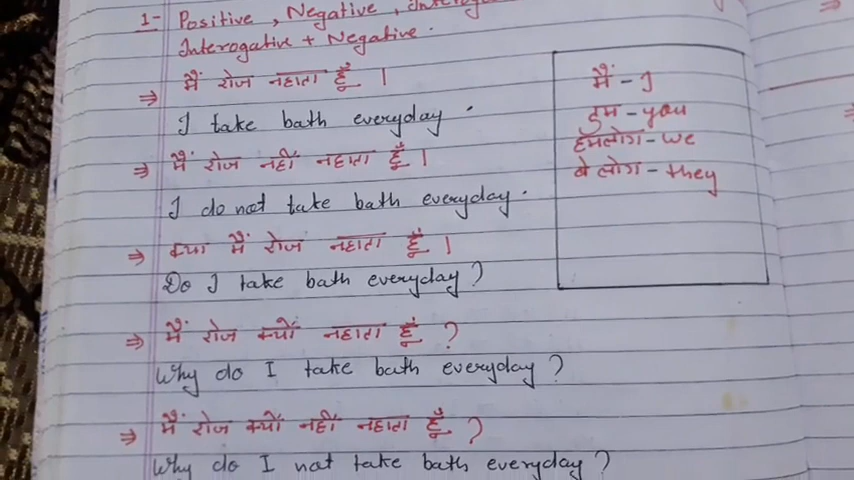 1- Positive, Negative,
Interogative + Negative.
⇒ मैं रोज नहाता हूँ ।
I take bath everyday.
⇒ मैं रोज नहीं नहाता हूँ ।
I do not take bath everyday.
⇒ क्या मैं रोज नहाता हूँ ।
Do I take bath everyday?
⇒ मैं रोज क्यों नहाता हूँ ?
Why do I take bath everyday?
⇒ मैं रोज क्यों नहीं नहाता हूँ ?
Why do I not take bath everyday?
मैं - I
तुम - you
हमलोग - we
वे लोग - they